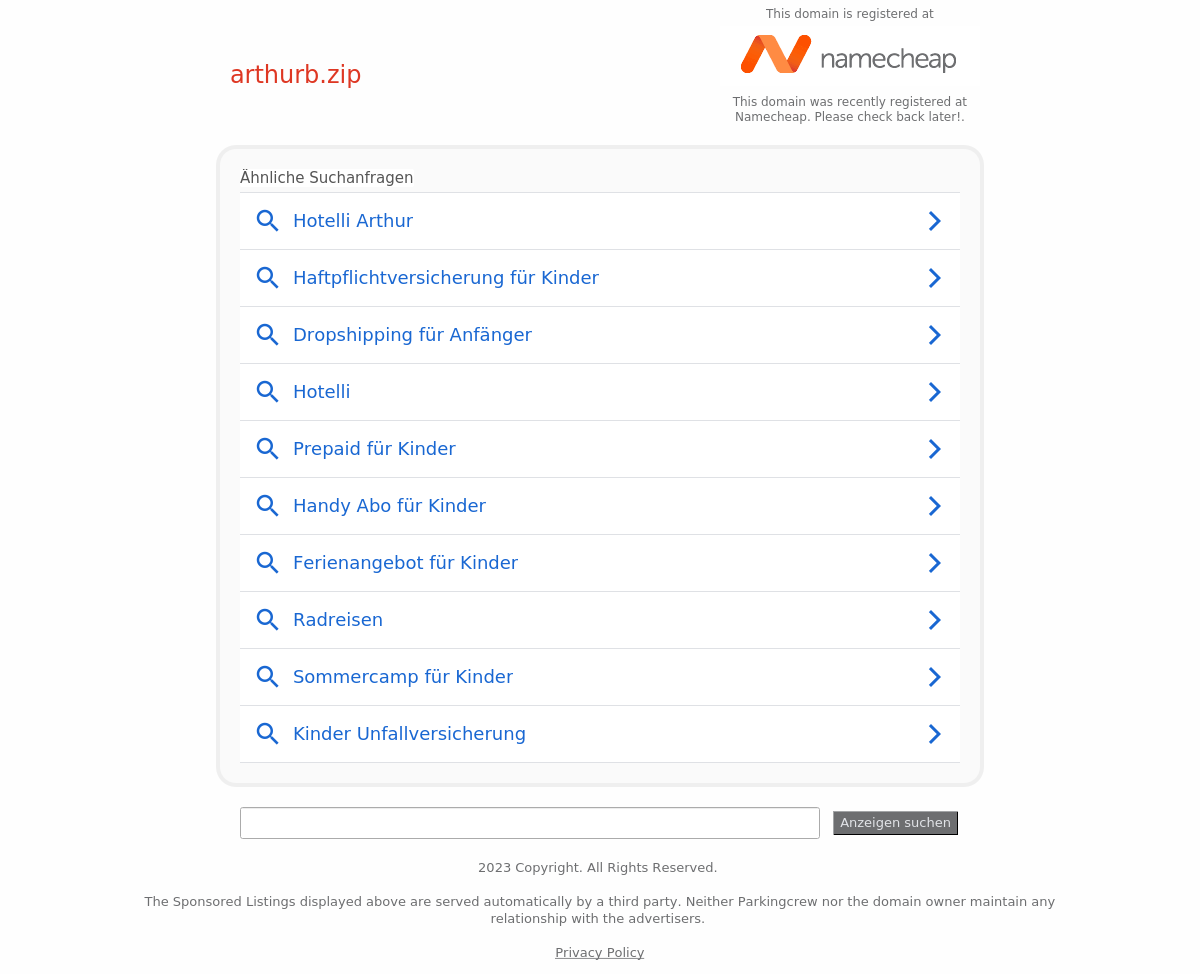 This domain is registered at
namecheap
arthurb.zip
This domain was recently registered at
Namecheap. Please check back later!.
Ähnliche Suchanfragen
Hotelli Arthur
Haftpflichtversicherung für Kinder
Dropshipping für Anfänger
Hotelli
Prepaid für Kinder
Handy Abo für Kinder
Ferienangebot für Kinder
Radreisen
Sommercamp für Kinder
Kinder Unfallversicherung
Anzeigen suchen
2023 Copyright. All Rights Reserved.
The Sponsored Listings displayed above are served automatically by a third party. Neither Parkingcrew nor the domain owner maintain any
relationship with the advertisers.
Privacy Policy